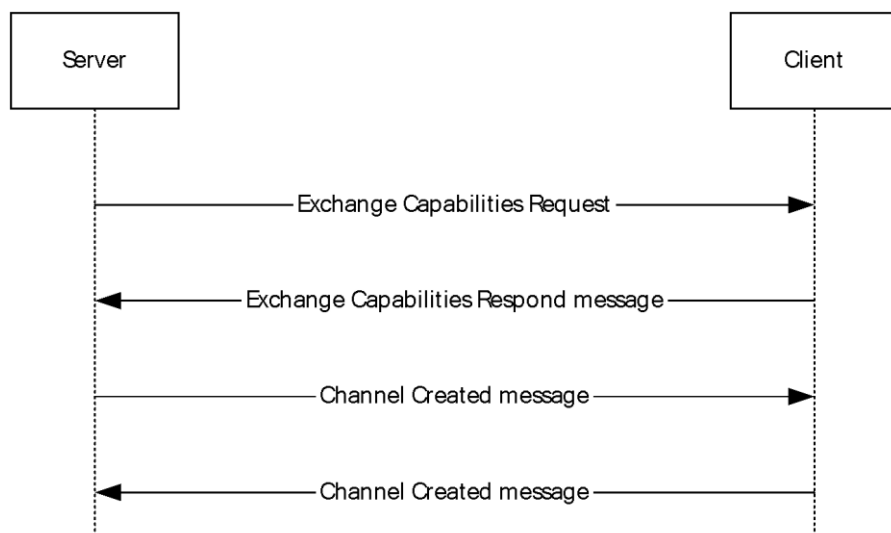 Server
Client
Exchange Capabilities Request
Exchange Capabilities Respond message
Channel Created message
Channel Created message